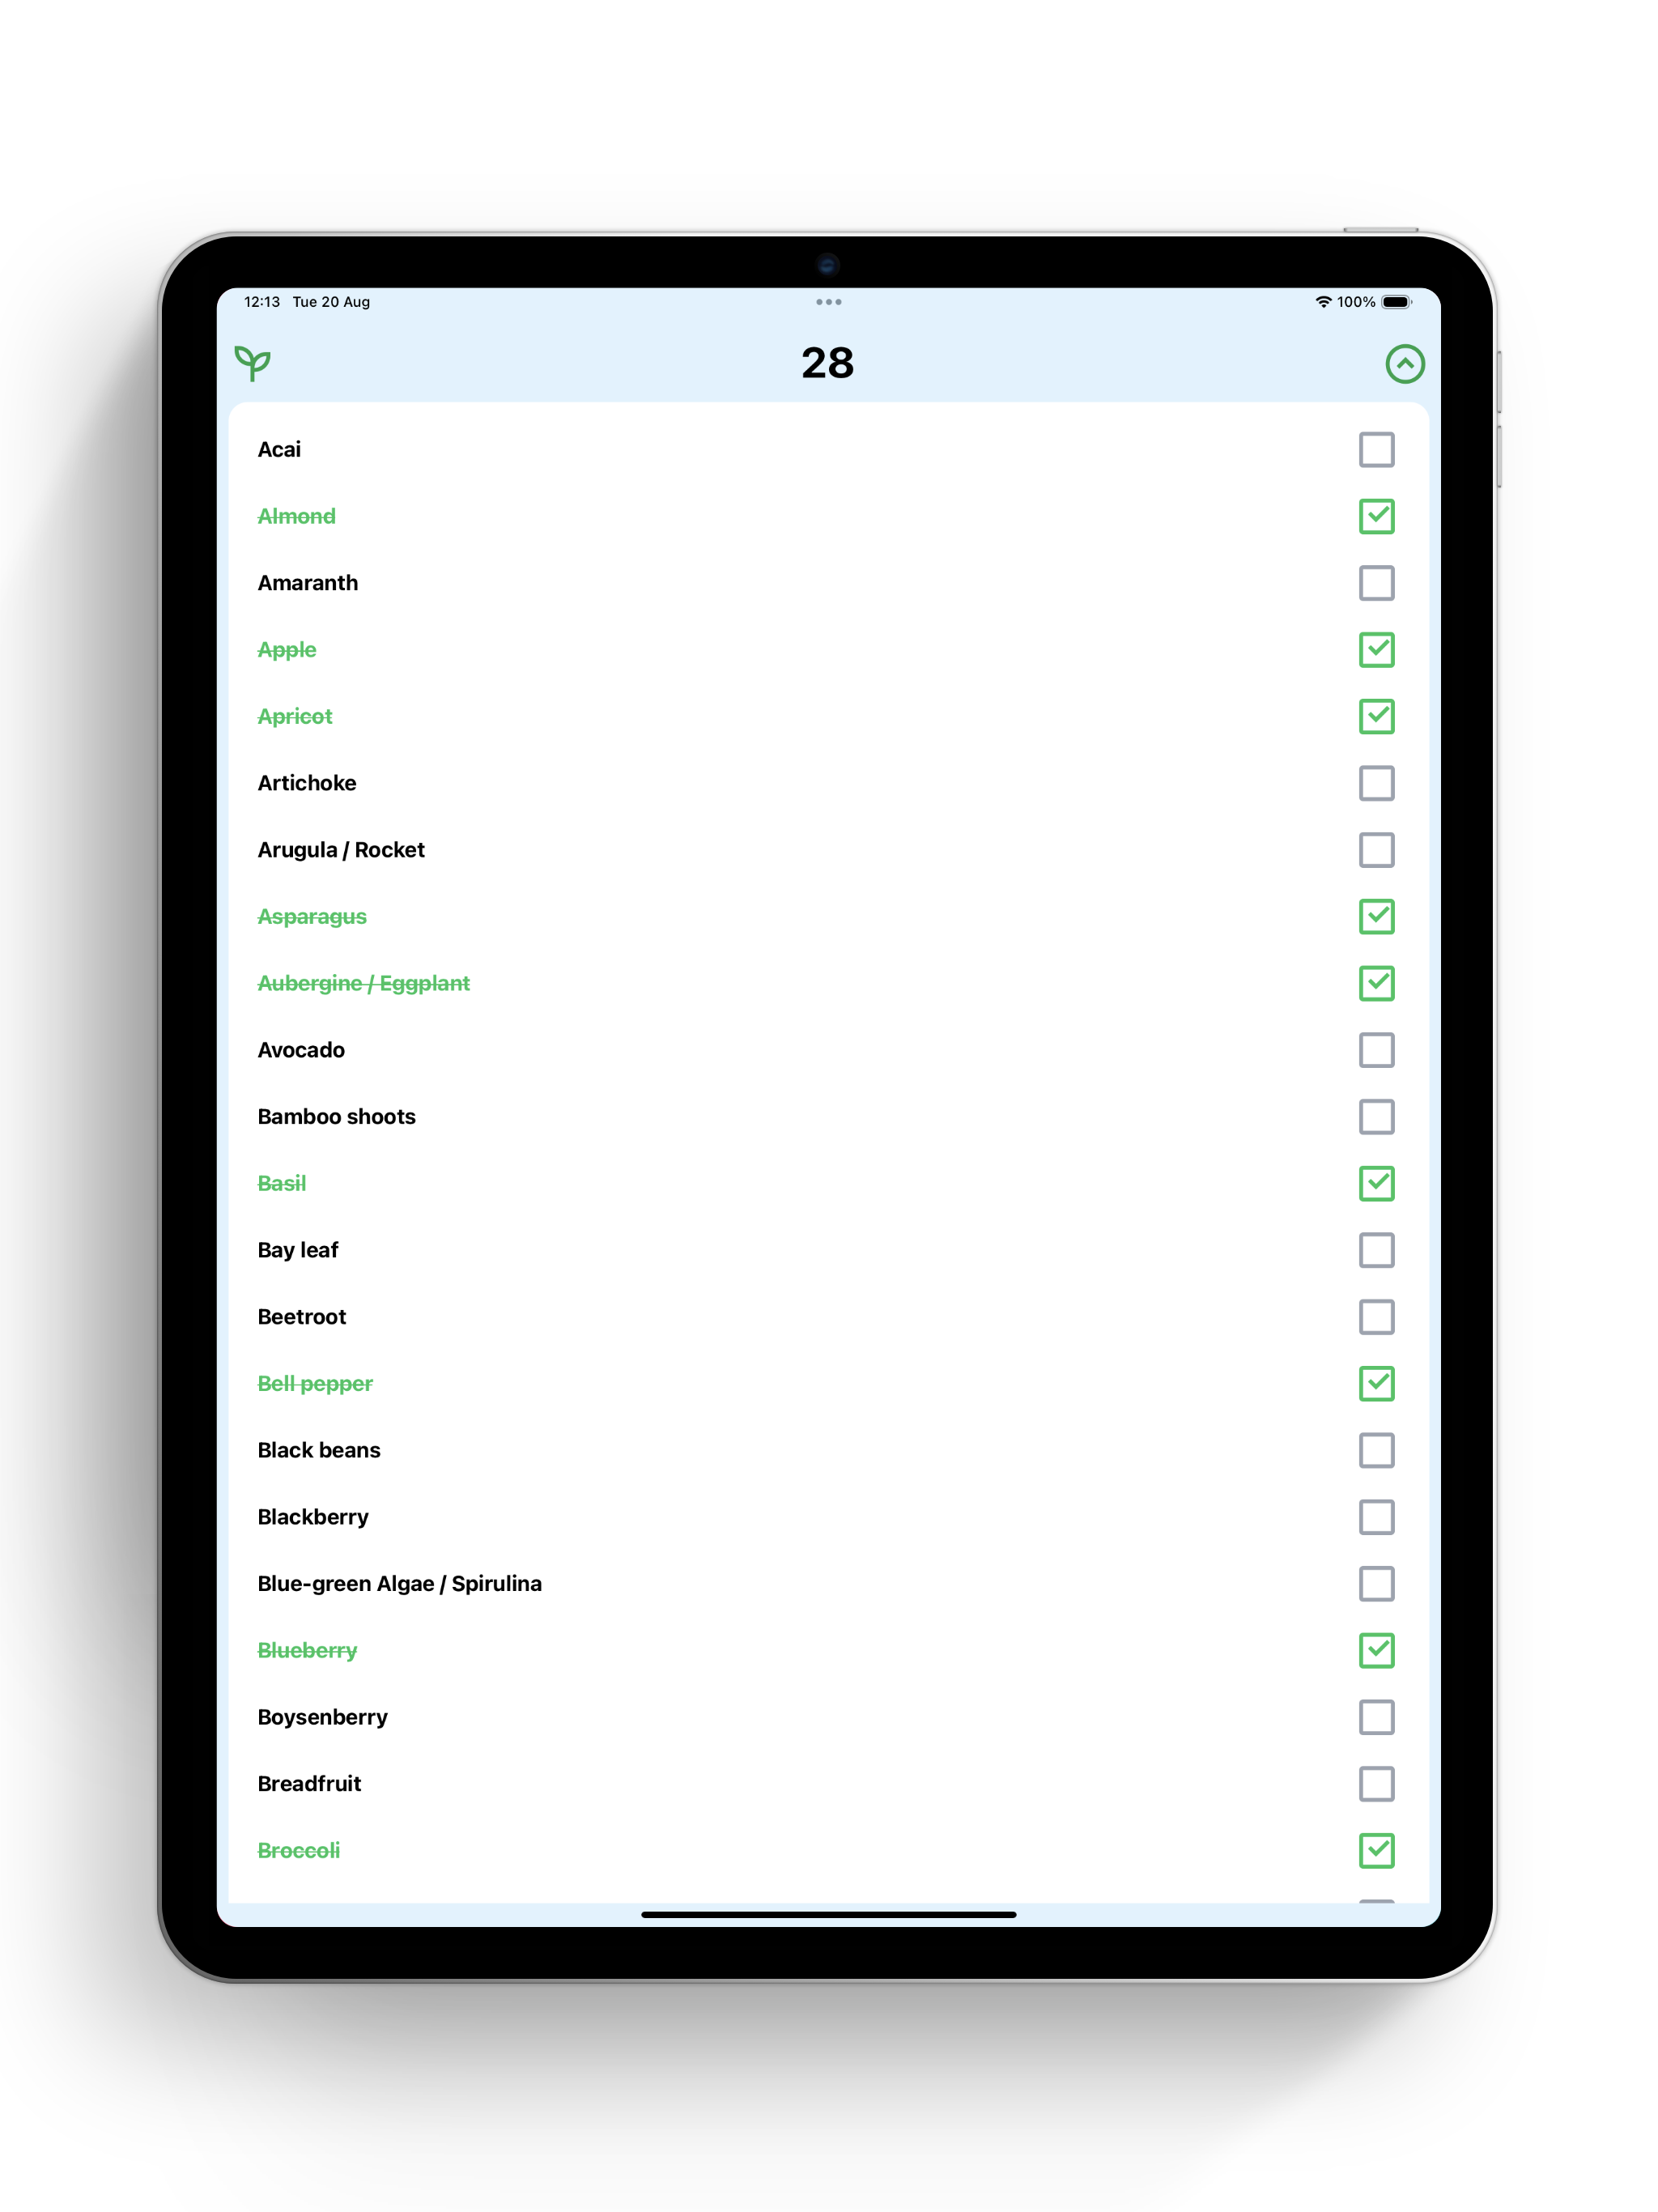 12:13 Tue 20 Aug 100%
28
Acai
Almond
Amaranth
Apple
Apricot
Artichoke
Arugula / Rocket
Asparagus
Aubergine / Eggplant
Avocado
Bamboo shoots
Basil
Bay leaf
Beetroot
Bell pepper
Black beans
Blackberry
Blue-green Algae / Spirulina
Blueberry
Boysenberry
Breadfruit
Broccoli